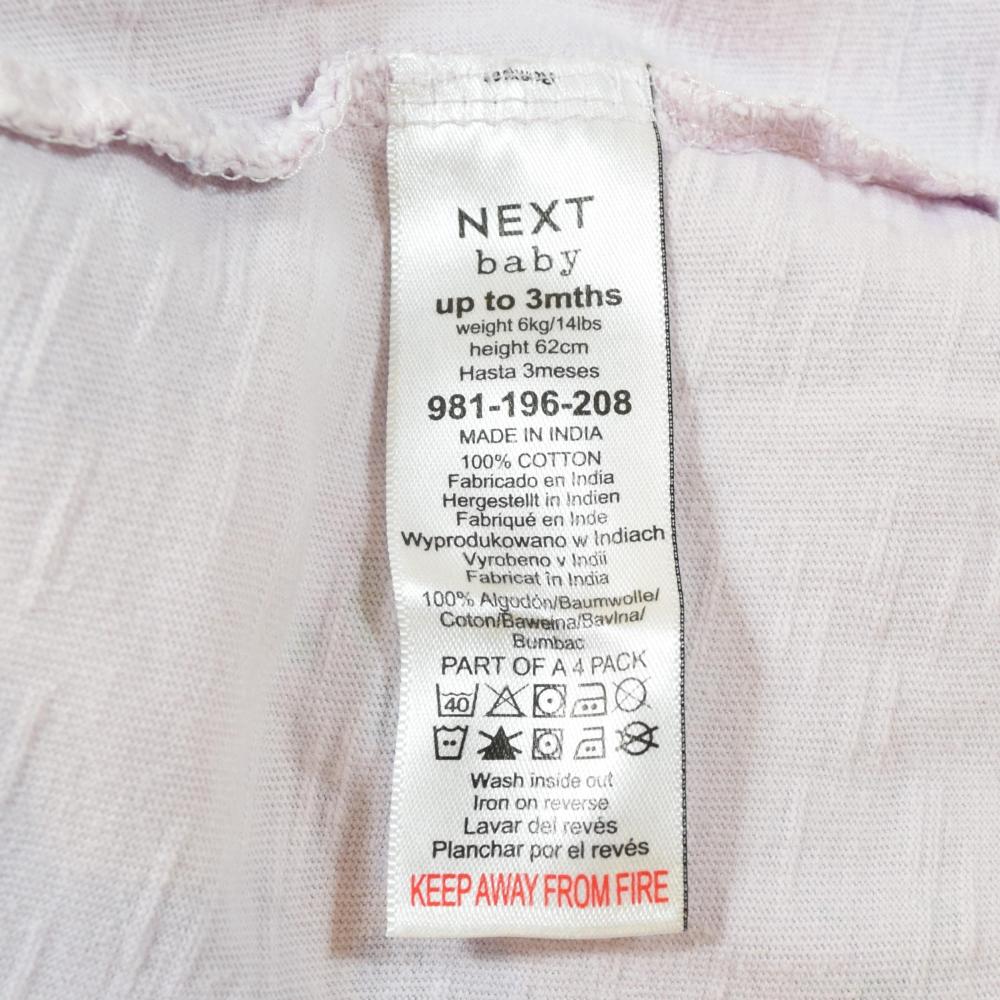 NEXT
baby
up to 3mths
weight 6kg/14lbs
height 62cm
Hasta 3meses
981-196-208
MADE IN INDIA
100% COTTON
Fabricado en India
Hergestellt in Indien
Fabriqué en Inde
Wyprodukowano w Indiach
Vyrobeno v Indii
Fabricat în India
100% Algodón/Baumwolle/
Coton/Bawełna/Bavlna/
Bumbac
PART OF A 4 PACK
40
Wash inside out
Iron on reverse
Lavar del revés
Planchar por el revés
KEEP AWAY FROM FIRE